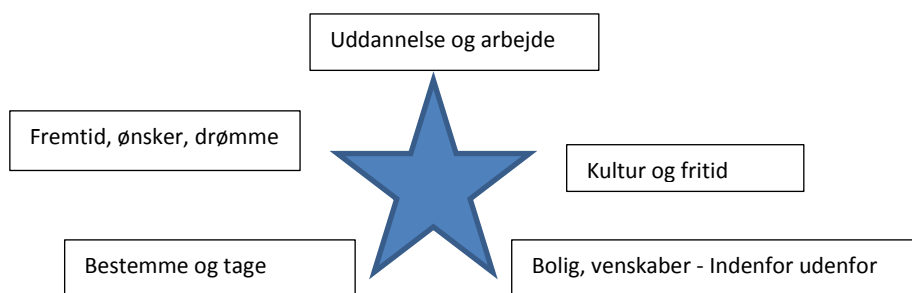 Uddannelse og arbejde
Fremtid, ønsker, drømme
Kultur og fritid
Bestemme og tage
Bolig, venskaber - Indenfor udenfor